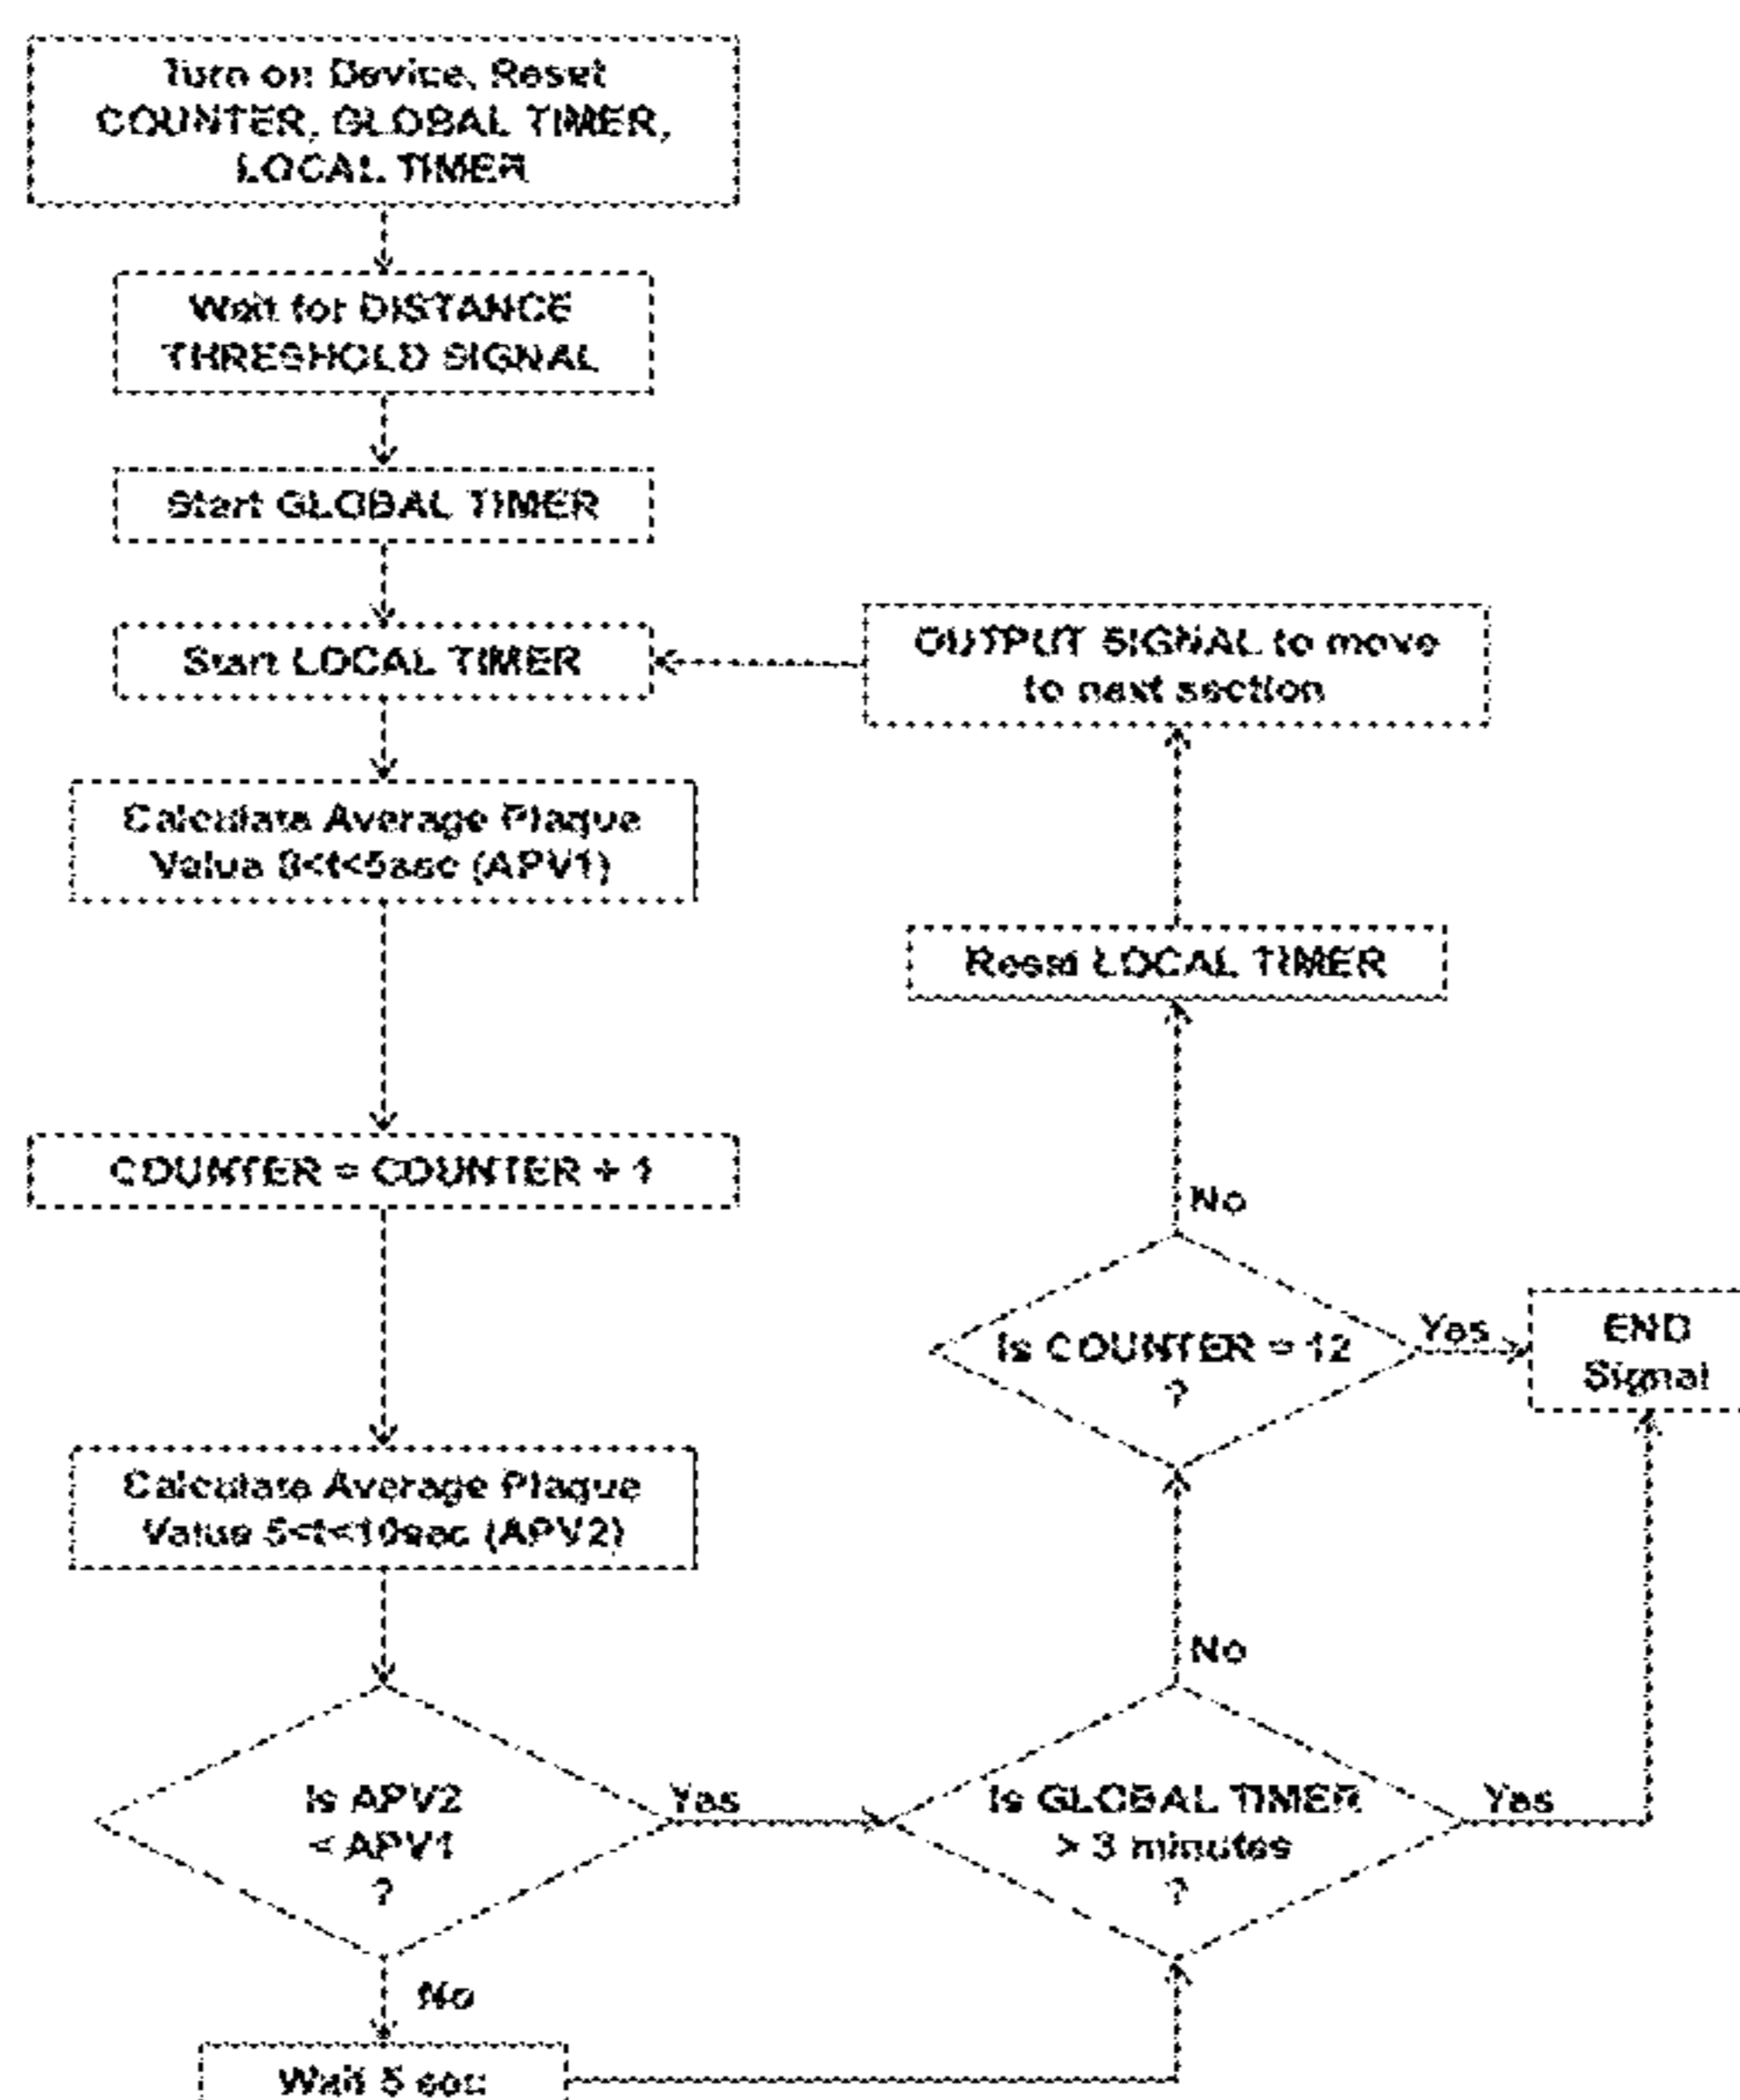 Turn on Device, Reset
COUNTER, GLOBAL TIMER,
LOCAL TIMER
Wait for DISTANCE
THRESHOLD SIGNAL
Start GLOBAL TIMER
Start LOCAL TIMER
OUTPUT SIGNAL to move
to next section
Calculate Average Plaque
Value 0<t<5sec (APV1)
Reset LOCAL TIMER
COUNTER = COUNTER + 1
No
Is COUNTER = 12
?
Yes
END
Signal
Calculate Average Plaque
Value 5<t<10sec (APV2)
No
Is APV2
< APV1
?
Yes
Is GLOBAL TIMER
> 3 minutes
?
Yes
No
Wait 5 sec